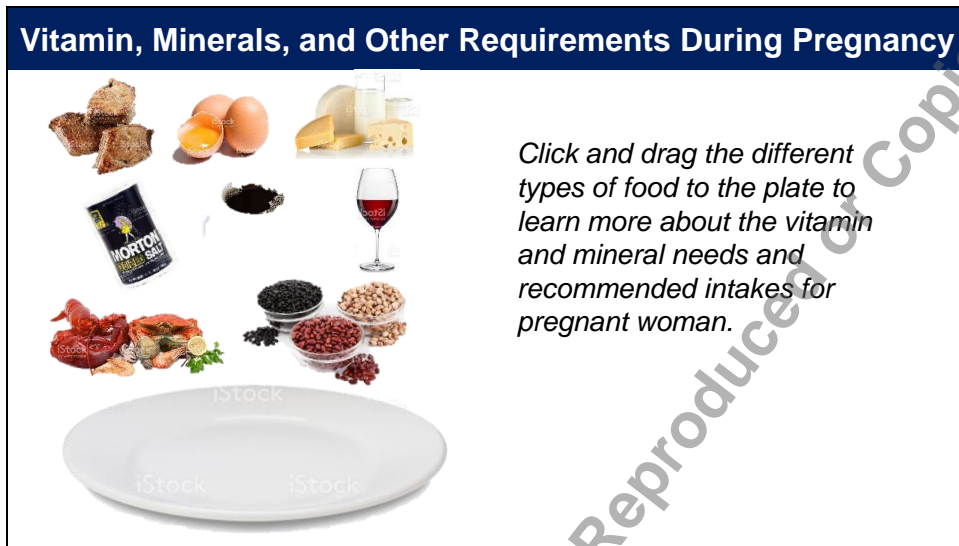 Vitamin, Minerals, and Other Requirements During Pregnancy
Click and drag the different
types of food to the plate to
learn more about the vitamin
and mineral needs and
recommended intakes for
pregnant woman.
MORTON
SALT
iStock
iStock
iStock
iStock
iStock
Reproduced or